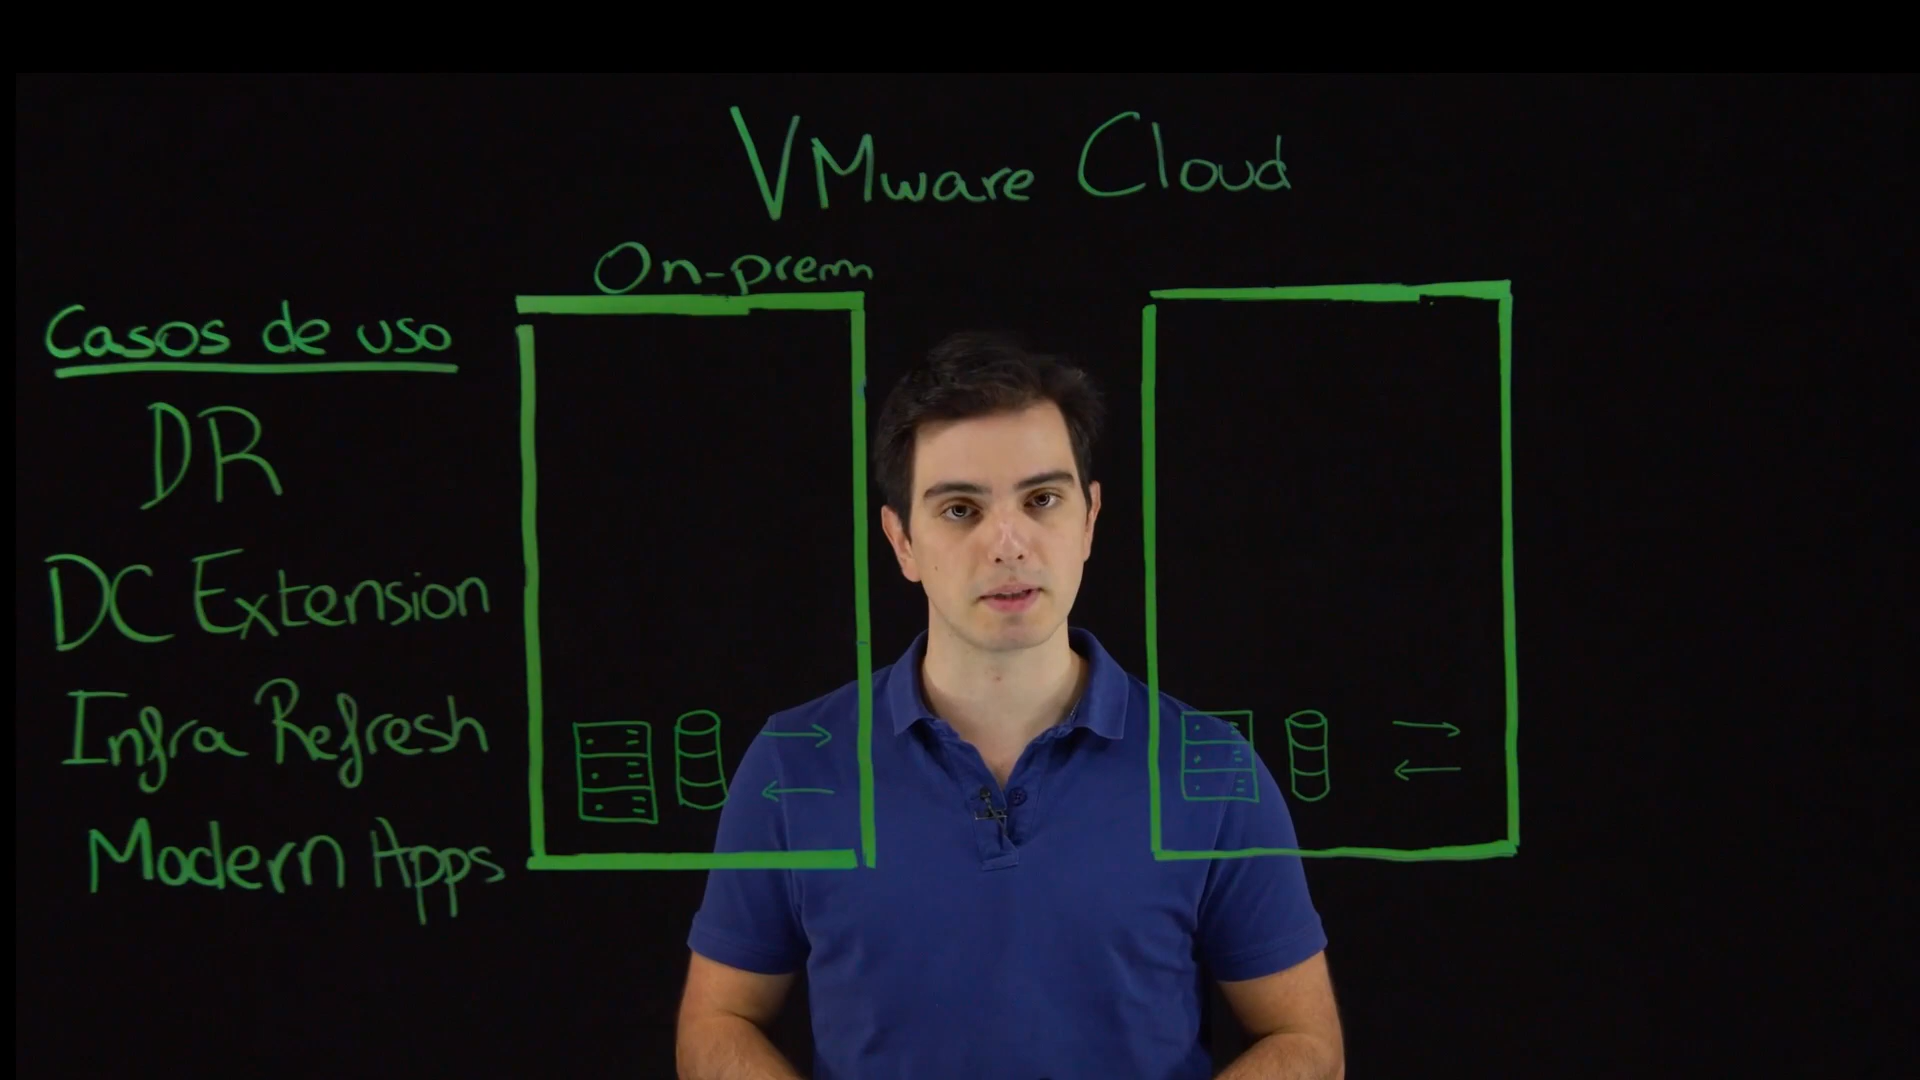 VMware Cloud
On-prem
Casos de uso
DR
DC Extension
Infra Refresh
Modern Apps